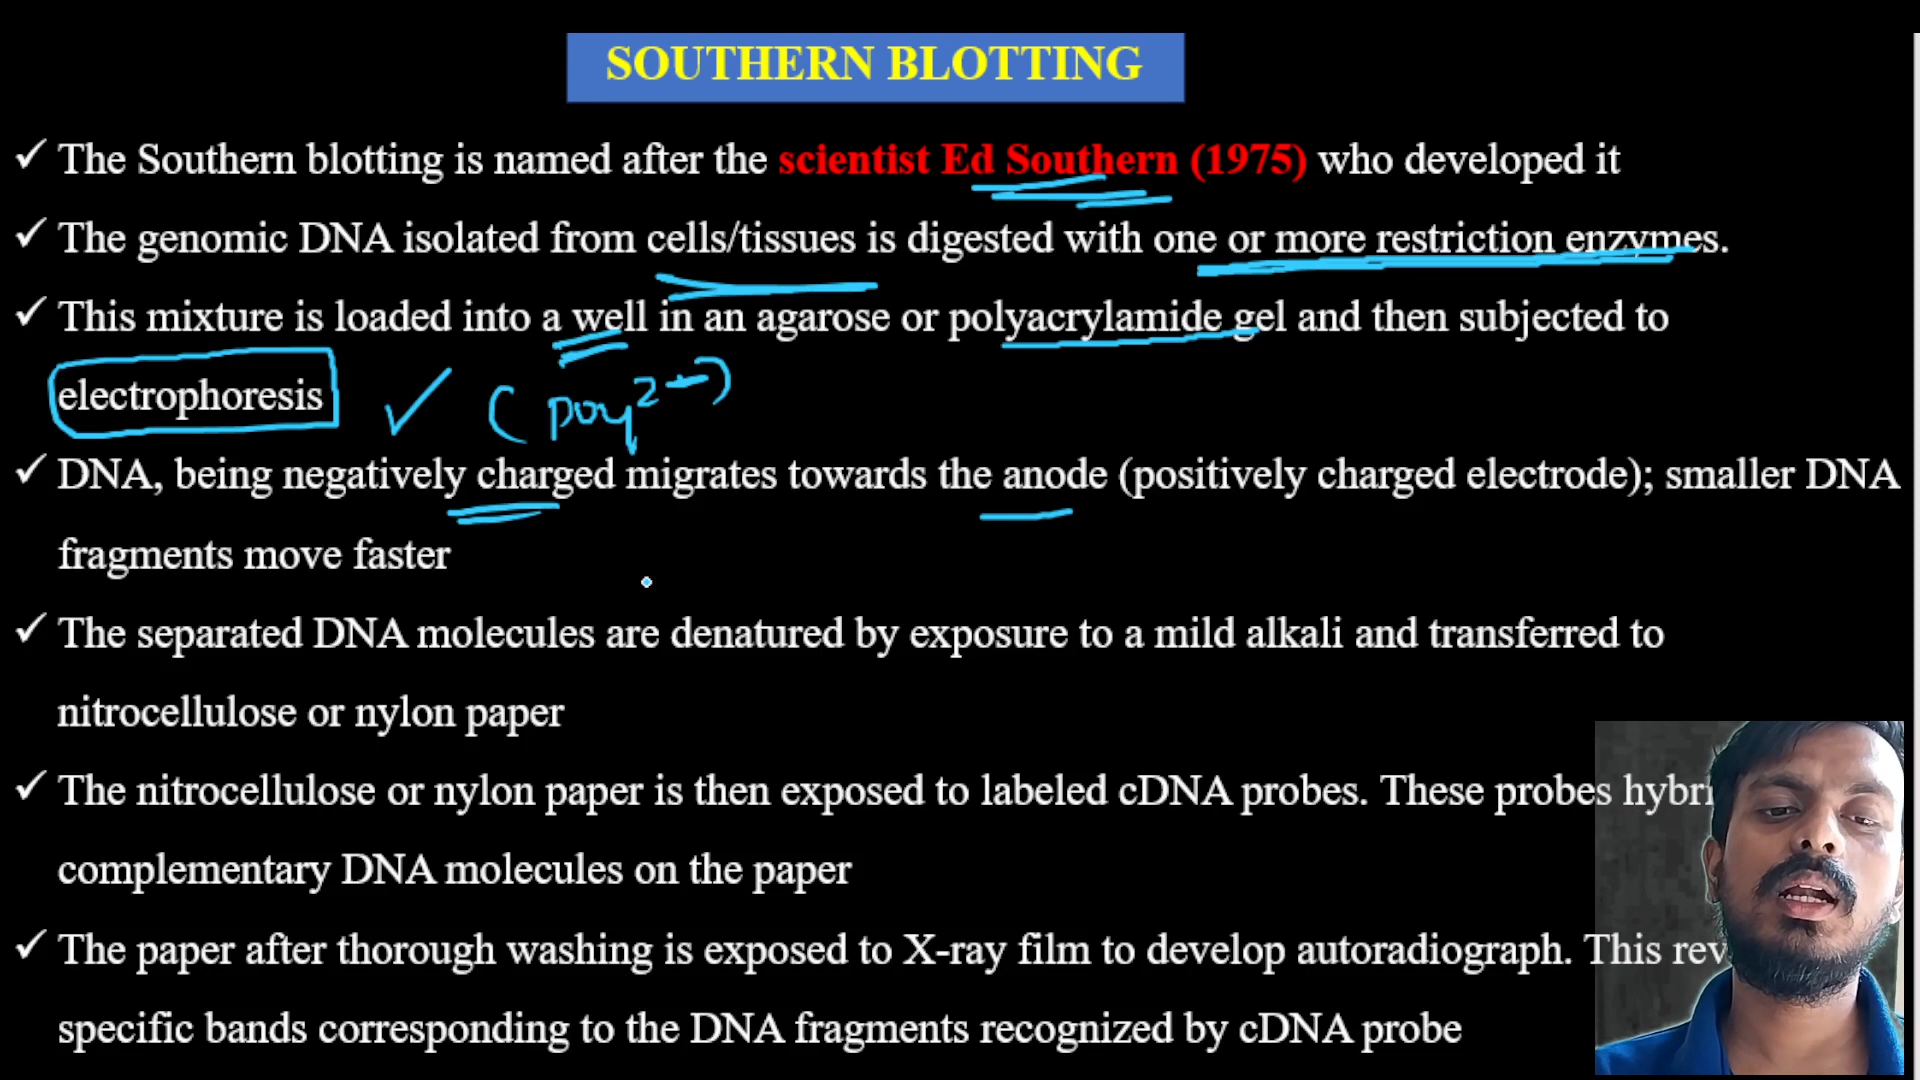 SOUTHERN BLOTTING
✓ The Southern blotting is named after the scientist Ed Southern (1975) who developed it
✓ The genomic DNA isolated from cells/tissues is digested with one or more restriction enzymes.
✓ This mixture is loaded into a well in an agarose or polyacrylamide gel and then subjected to
electrophoresis ✓ (po4²⁻)
✓ DNA, being negatively charged migrates towards the anode (positively charged electrode); smaller DNA
fragments move faster
✓ The separated DNA molecules are denatured by exposure to a mild alkali and transferred to
nitrocellulose or nylon paper
✓ The nitrocellulose or nylon paper is then exposed to labeled cDNA probes. These probes hybri
complementary DNA molecules on the paper
✓ The paper after thorough washing is exposed to X-ray film to develop autoradiograph. This rev
specific bands corresponding to the DNA fragments recognized by cDNA probe